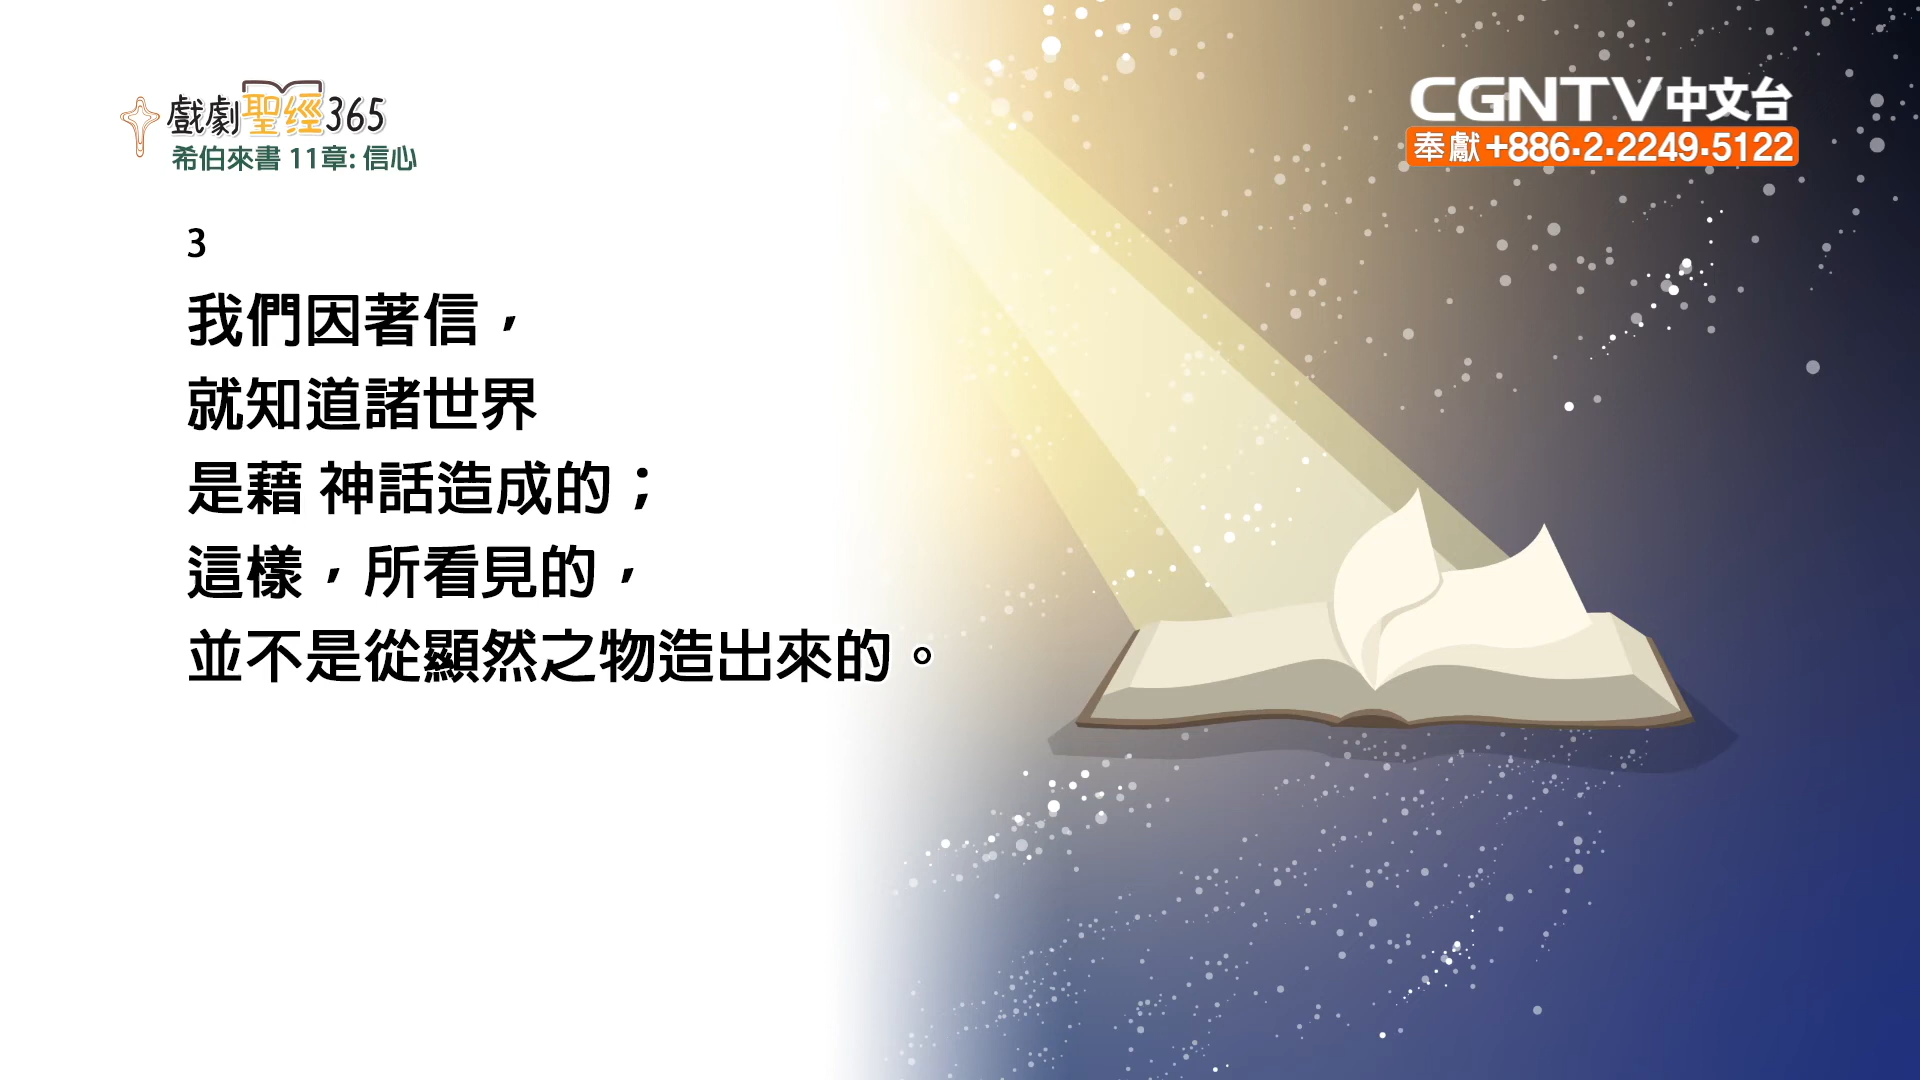 戲劇聖經365
希伯來書 11章: 信心
CGNTV中文台
奉獻 +886·2·2249·5122
3
我們因著信，
就知道諸世界
是藉 神話造成的；
這樣，所看見的，
並不是從顯然之物造出來的。